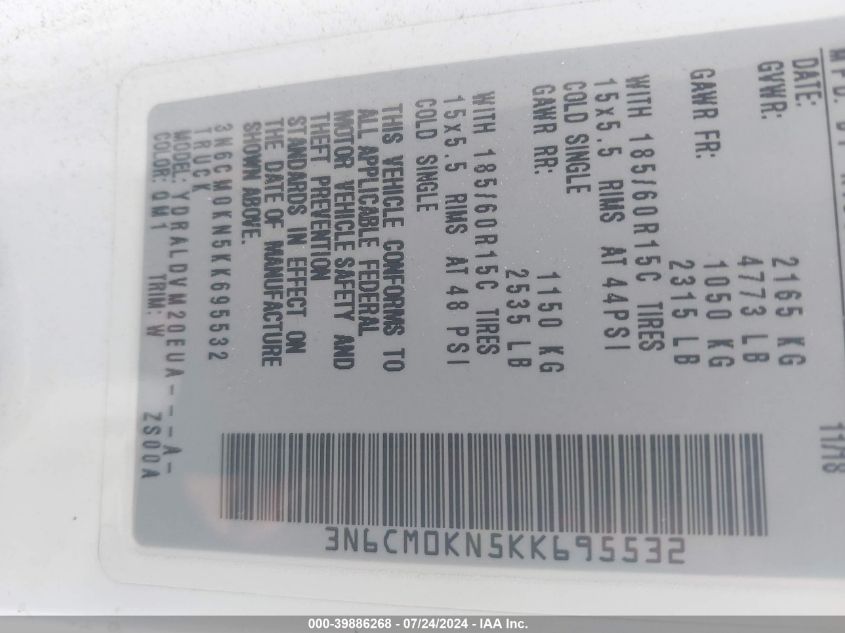 DATE: 11/18
GVWR: 2165 KG
4773 LB
GAWR FR: 1050 KG
2315 LB
WITH 185/60R15C TIRES
15x5.5 RIMS AT 44PSI
COLD SINGLE
GAWR RR: 1150 KG
2535 LB
WITH 185/60R15C TIRES
15x5.5 RIMS AT 48 PSI
COLD SINGLE
THIS VEHICLE CONFORMS TO
ALL APPLICABLE FEDERAL
MOTOR VEHICLE SAFETY AND
THEFT PREVENTION
STANDARDS IN EFFECT ON
THE DATE OF MANUFACTURE
SHOWN ABOVE.
3N6CM0KN5KK695532
TRUCK
MODEL: YDRALDVM20EUA----A-
COLOR: QM1 TRIM: W ZS00A
3N6CM0KN5KK695532
000-39886268 - 07/24/2024 - IAA Inc.